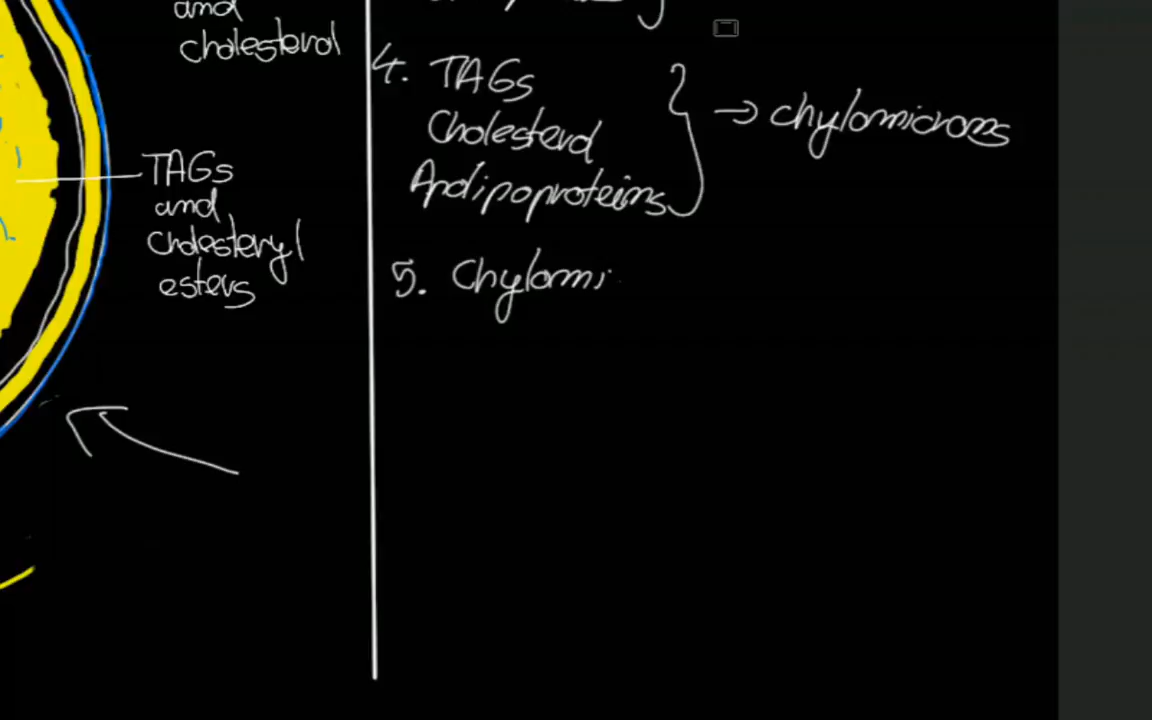 and
cholesterol
TAGs
and
cholesteryl
esters
4. TAGs
Cholesterol
Apolipoproteins
→ chylomicrons
5. Chylomi